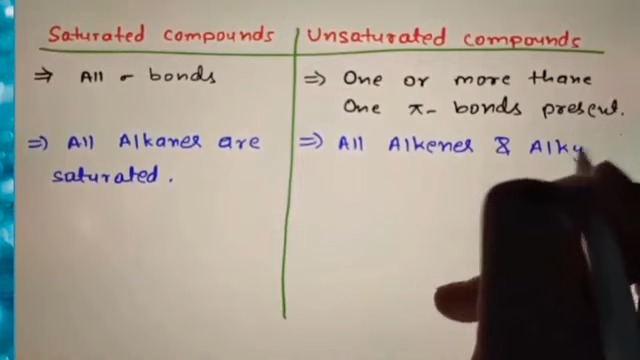 Saturated compounds
Unsaturated compounds
⇒ All σ bonds
⇒ One or more thane
One π- bonds present.
⇒ All Alkanes are
saturated.
⇒ All Alkenes & Alky